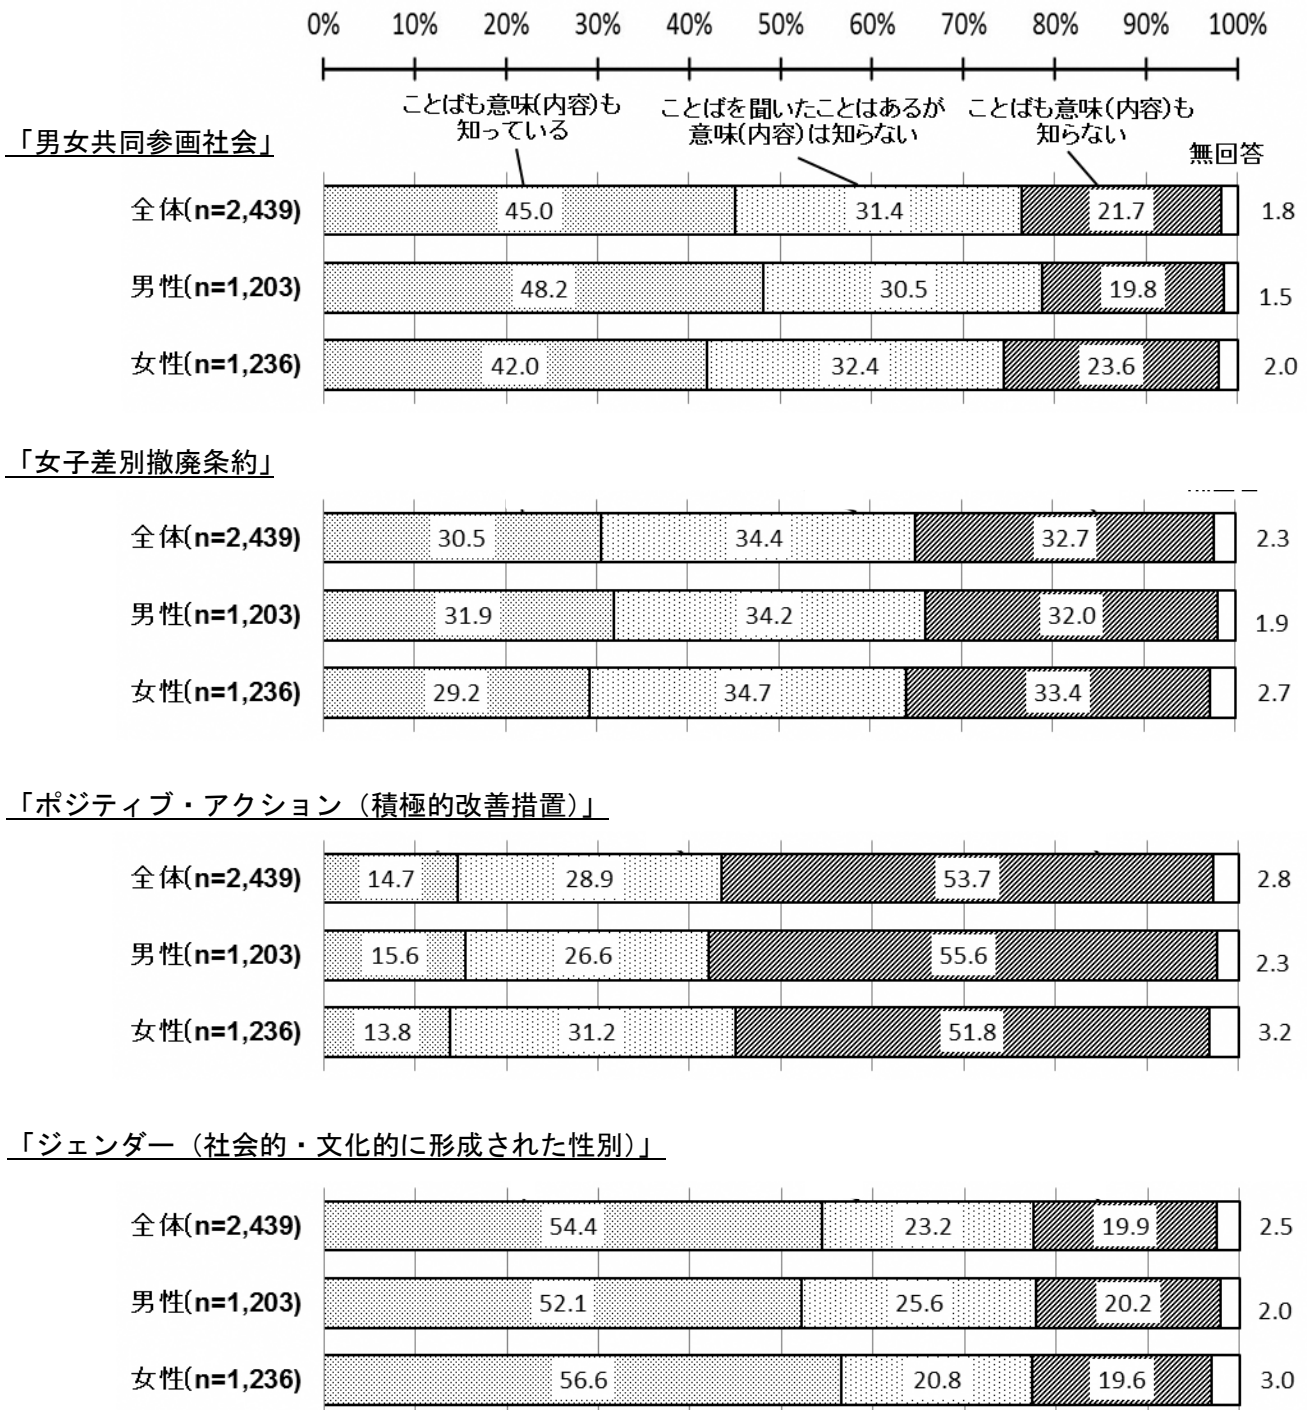 0% 10% 20% 30% 40% 50% 60% 70% 80% 90% 100%
ことばも意味(内容)も
知っている
ことばを聞いたことはあるが
意味(内容)は知らない
ことばも意味(内容)も
知らない
無回答
「男女共同参画社会」
全体(n=2,439) 45.0 31.4 21.7 1.8
男性(n=1,203) 48.2 30.5 19.8 1.5
女性(n=1,236) 42.0 32.4 23.6 2.0
「女子差別撤廃条約」
全体(n=2,439) 30.5 34.4 32.7 2.3
男性(n=1,203) 31.9 34.2 32.0 1.9
女性(n=1,236) 29.2 34.7 33.4 2.7
「ポジティブ・アクション（積極的改善措置）」
全体(n=2,439) 14.7 28.9 53.7 2.8
男性(n=1,203) 15.6 26.6 55.6 2.3
女性(n=1,236) 13.8 31.2 51.8 3.2
「ジェンダー（社会的・文化的に形成された性別）」
全体(n=2,439) 54.4 23.2 19.9 2.5
男性(n=1,203) 52.1 25.6 20.2 2.0
女性(n=1,236) 56.6 20.8 19.6 3.0